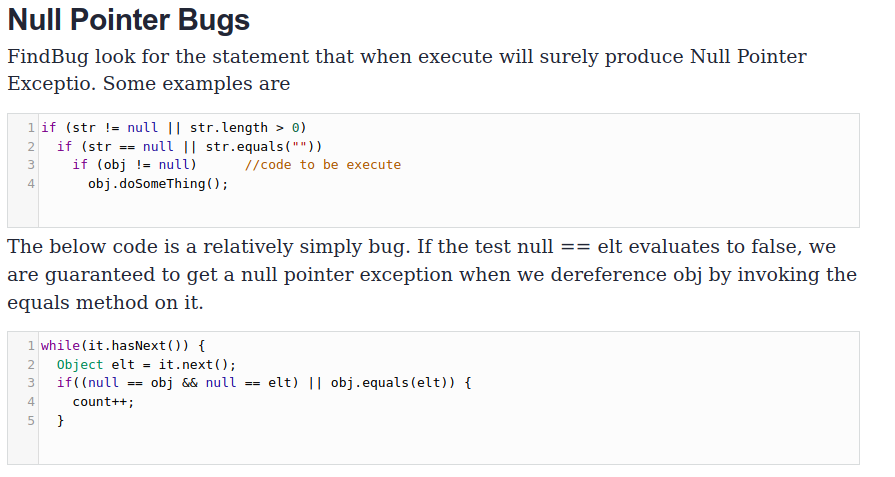 Null Pointer Bugs
FindBug look for the statement that when execute will surely produce Null Pointer
Exceptio. Some examples are
1 if (str != null || str.length > 0)
2   if (str == null || str.equals(""))
3     if (obj != null)      //code to be execute
4       obj.doSomeThing();
The below code is a relatively simply bug. If the test null == elt evaluates to false, we
are guaranteed to get a null pointer exception when we dereference obj by invoking the
equals method on it.
1 while(it.hasNext()) {
2   Object elt = it.next();
3   if((null == obj && null == elt) || obj.equals(elt)) {
4     count++;
5   }